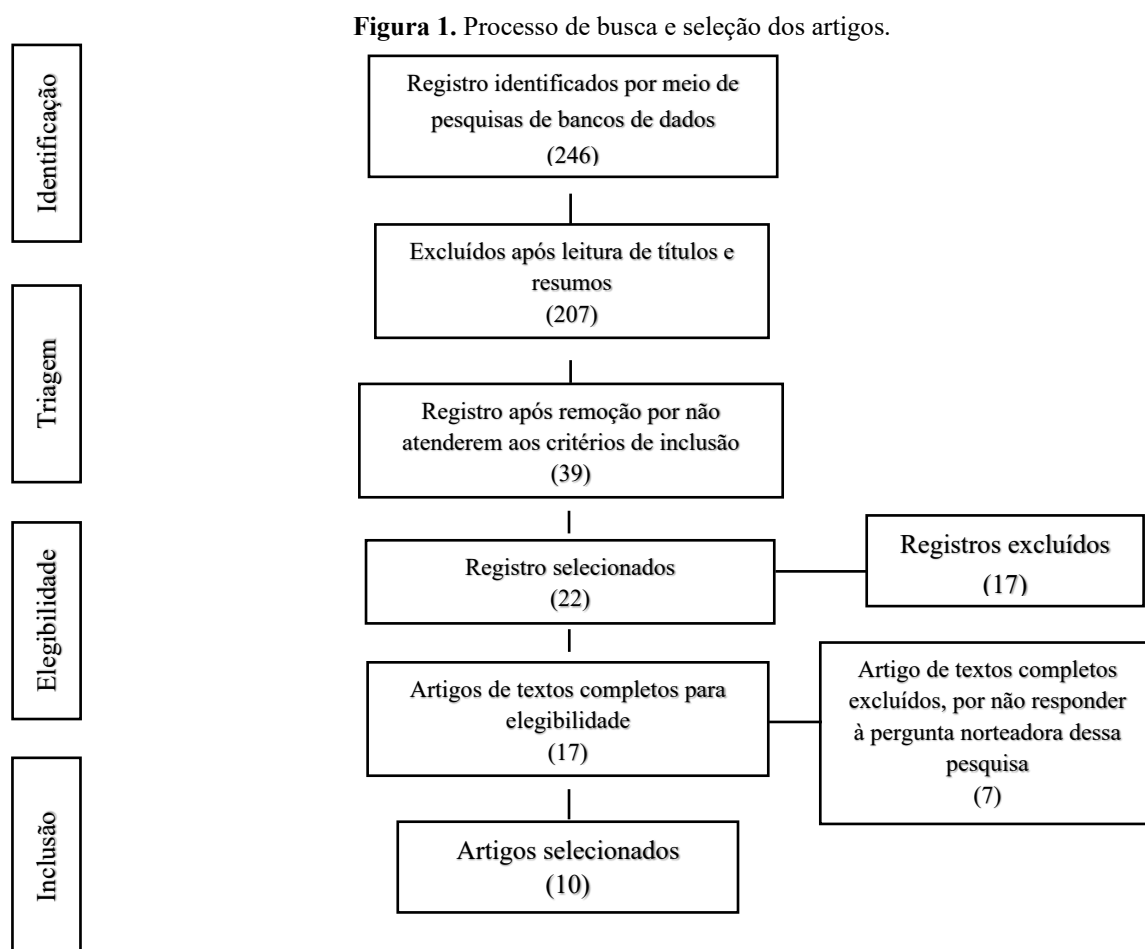 Figura 1. Processo de busca e seleção dos artigos.
Identificação
Registro identificados por meio de
pesquisas de bancos de dados
(246)
Excluídos após leitura de títulos e
resumos
(207)
Triagem
Registro após remoção por não
atenderem aos critérios de inclusão
(39)
Elegibilidade
Registro selecionados
(22)
Registros excluídos
(17)
Artigos de textos completos para
elegibilidade
(17)
Artigo de textos completos
excluídos, por não responder
à pergunta norteadora dessa
pesquisa
(7)
Inclusão
Artigos selecionados
(10)